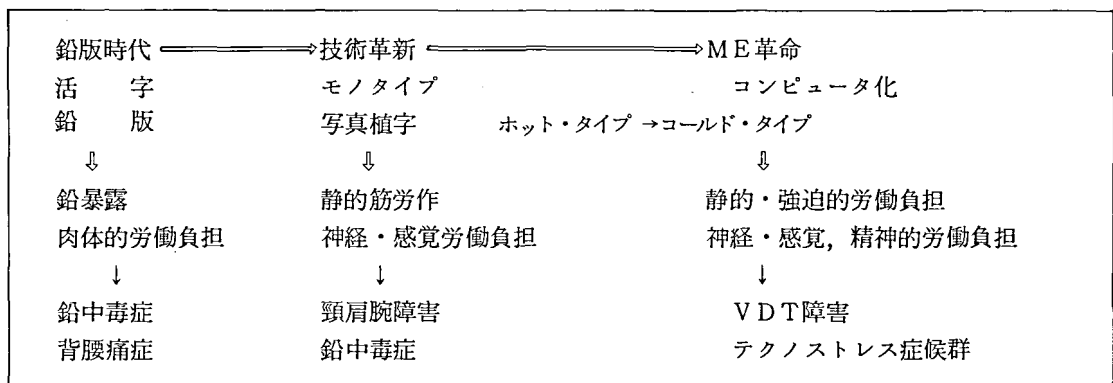 鉛版時代 ⟹ 技術革新 ⟹ ME革命
活　字　モノタイプ　コンピュータ化
鉛　版　写真植字　ホット・タイプ →コールド・タイプ
⇩　⇩　⇩
鉛暴露　静的筋労作　静的・強迫的労働負担
肉体的労働負担　神経・感覚労働負担　神経・感覚，精神的労働負担
↓　↓　↓
鉛中毒症　頸肩腕障害　VDT障害
背腰痛症　鉛中毒症　テクノストレス症候群